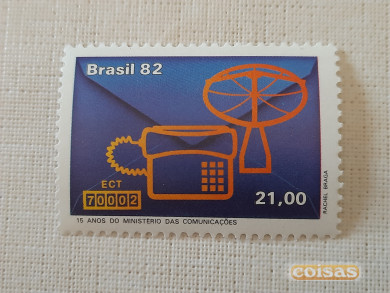 Brasil 82
ECT
70002
21,00
15 ANOS DO MINISTÉRIO DAS COMUNICAÇÕES
RACHEL BRAGA
coisas